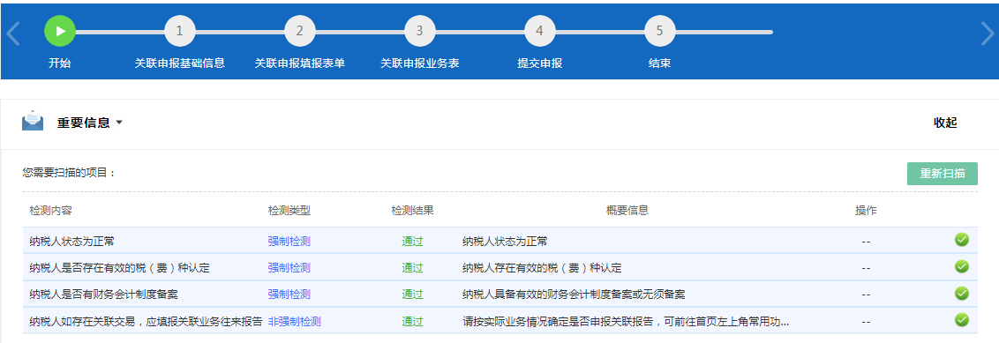 1 2 3 4 5
开始 关联申报基础信息 关联申报填报表单 关联申报业务表 提交申报 结束
重要信息 收起
您需要扫描的项目： 重新扫描
检测内容 检测类型 检测结果 概要信息 操作
纳税人状态为正常 强制检测 通过 纳税人状态为正常 --
纳税人是否存在有效的税（费）种认定 强制检测 通过 纳税人存在有效的税（费）种认定 --
纳税人是否有财务会计制度备案 强制检测 通过 纳税人具备有效的财务会计制度备案或无须备案 --
纳税人如存在关联交易，应填报关联业务往来报告 非强制检测 通过 请按实际业务情况确定是否申报关联报告，可前往首页左上角常用功... --